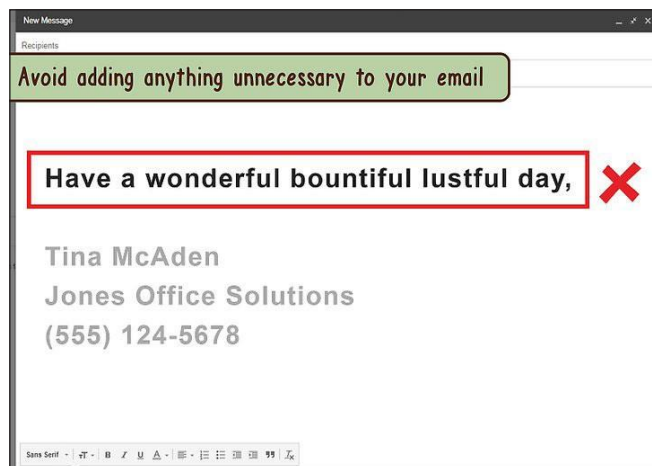 New Message
Recipients
Avoid adding anything unnecessary to your email
Have a wonderful bountiful lustful day,
Tina McAden
Jones Office Solutions
(555) 124-5678
Sans Serif